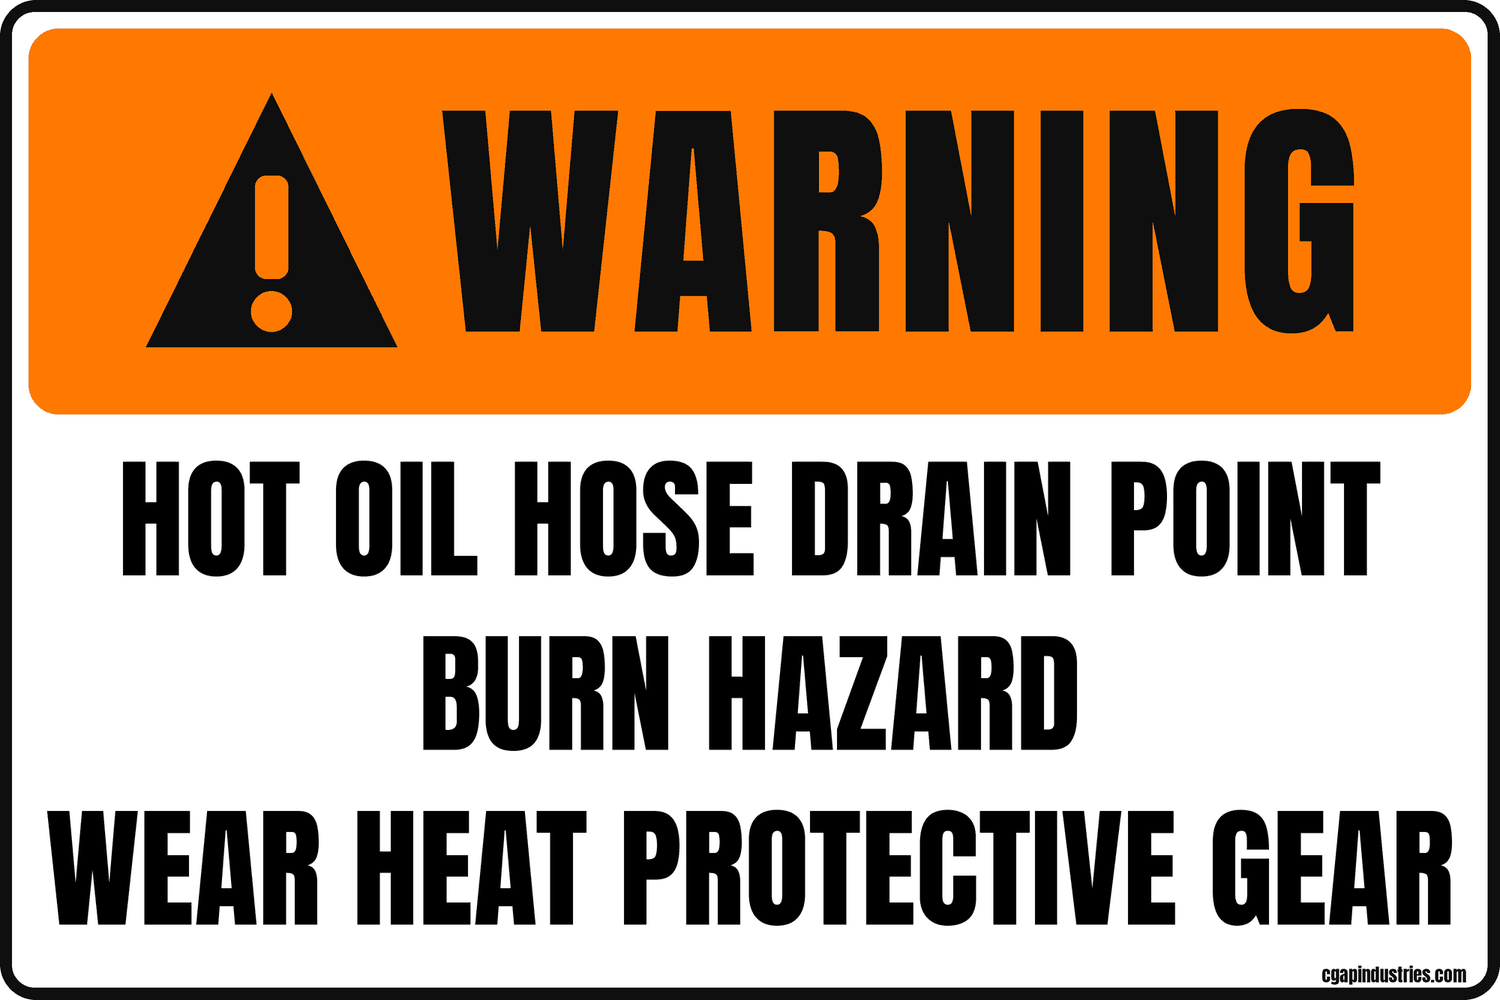 WARNING
HOT OIL HOSE DRAIN POINT
BURN HAZARD
WEAR HEAT PROTECTIVE GEAR
cgapindustries.com